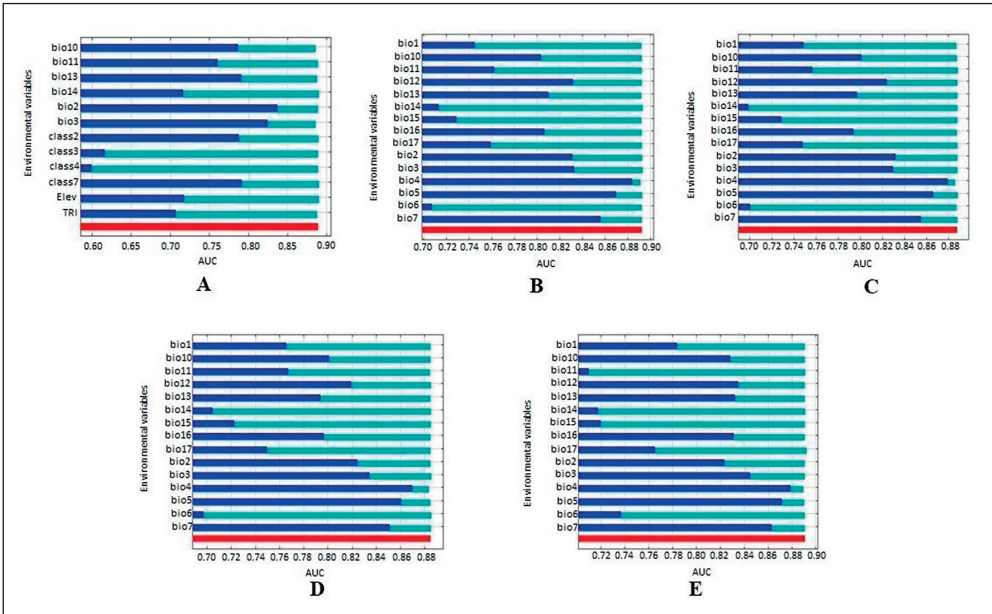 Environmental variables
bio10
bio11
bio13
bio14
bio2
bio3
class2
class3
class4
class7
Elev
TRI
0.60 0.65 0.70 0.75 0.80 0.85 0.90
AUC
A
Environmental variables
bio1
bio10
bio11
bio12
bio13
bio14
bio15
bio16
bio17
bio2
bio3
bio4
bio5
bio6
bio7
0.70 0.72 0.74 0.76 0.78 0.80 0.82 0.84 0.86 0.88 0.90
AUC
B
Environmental variables
bio1
bio10
bio11
bio12
bio13
bio14
bio15
bio16
bio17
bio2
bio3
bio4
bio5
bio6
bio7
0.70 0.72 0.74 0.76 0.78 0.80 0.82 0.84 0.86 0.88
AUC
C
Environmental variables
bio1
bio10
bio11
bio12
bio13
bio14
bio15
bio16
bio17
bio2
bio3
bio4
bio5
bio6
bio7
0.70 0.72 0.74 0.76 0.78 0.80 0.82 0.84 0.86 0.88
AUC
D
Environmental variables
bio1
bio10
bio11
bio12
bio13
bio14
bio15
bio16
bio17
bio2
bio3
bio4
bio5
bio6
bio7
0.72 0.74 0.76 0.78 0.80 0.82 0.84 0.86 0.88 0.90
AUC
E